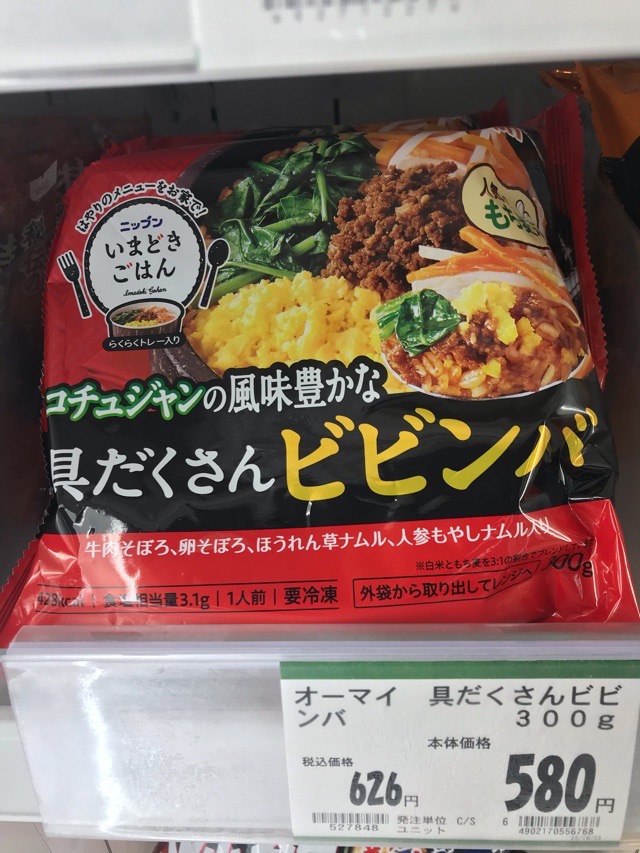 はやりのメニューをお家で!
ニップン
いまどき
ごはん
Imadoki Gohan
らくらくトレー入り
コチュジャンの風味豊かな
具だくさんビビンバ
牛肉そぼろ、卵そぼろ、ほうれん草ナムル、人参もやしナムル入り
※白米ともち麦を3:1の割合でブレンド
428kcal | 食塩相当量3.1g | 1人前 | 要冷凍
外袋から取り出してレンジへ
オーマイ 具だくさんビビ
ンバ 300g
本体価格
税込価格
626円
580円
527848
発注単位 C/S 6
ユニット
4902170556768